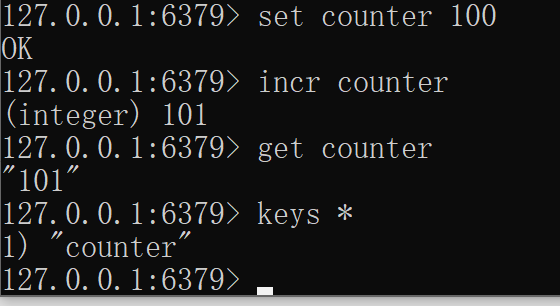 127.0.0.1:6379> set counter 100
OK
127.0.0.1:6379> incr counter
(integer) 101
127.0.0.1:6379> get counter
"101"
127.0.0.1:6379> keys *
1) "counter"
127.0.0.1:6379>